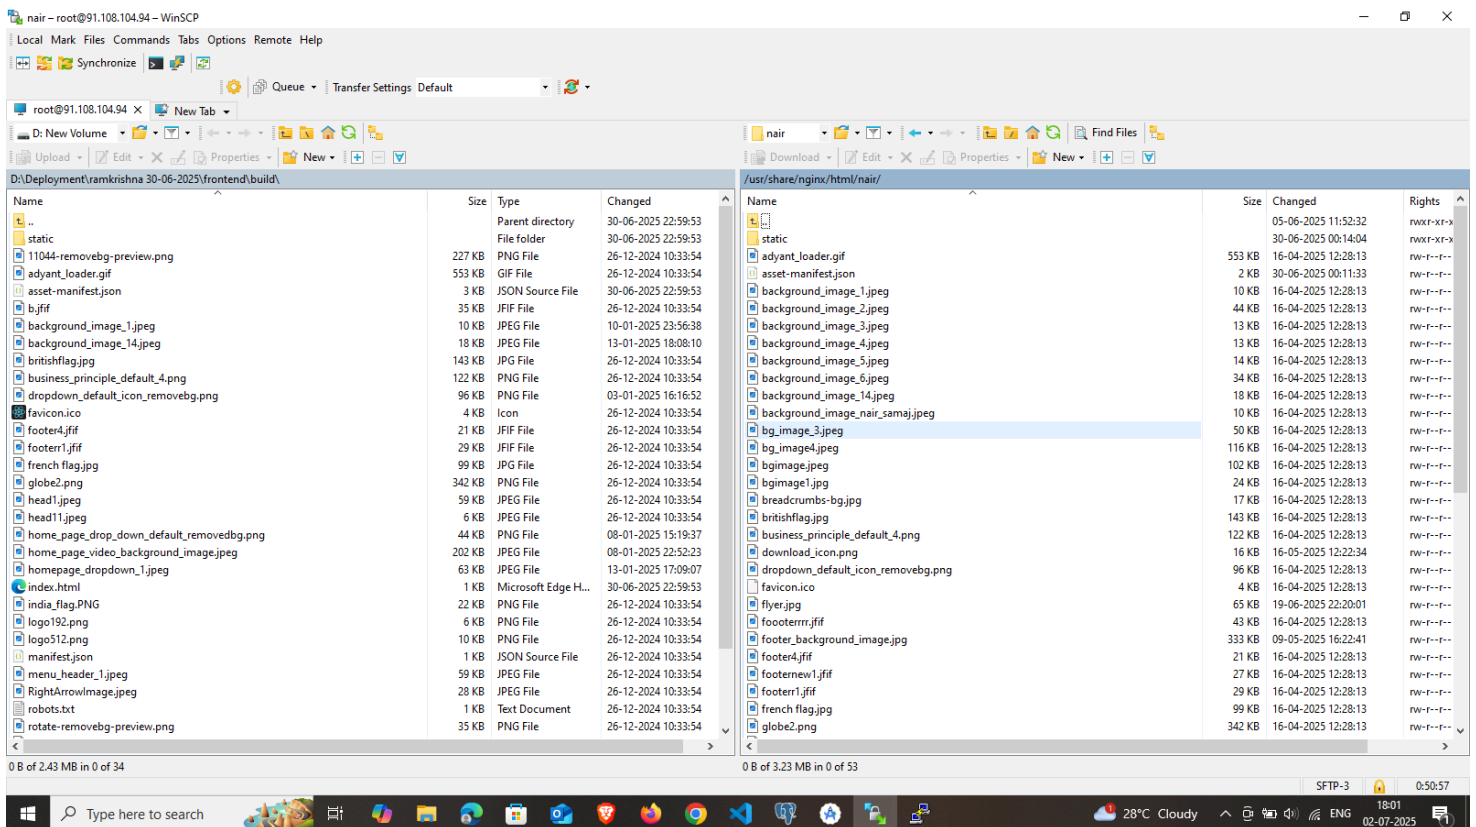 nair – root@91.108.104.94 – WinSCP
Local Mark Files Commands Tabs Options Remote Help
Synchronize
Queue Transfer Settings Default
root@91.108.104.94 New Tab
D: New Volume
Upload Edit Properties New
D:\Deployment\ramkrishna 30-06-2025\frontend\build\
Name Size Type Changed
.. Parent directory 30-06-2025 22:59:53
static File folder 30-06-2025 22:59:53
11044-removebg-preview.png 227 KB PNG File 26-12-2024 10:33:54
adyant_loader.gif 553 KB GIF File 26-12-2024 10:33:54
asset-manifest.json 3 KB JSON Source File 30-06-2025 22:59:53
b.jfif 35 KB JFIF File 26-12-2024 10:33:54
background_image_1.jpeg 10 KB JPEG File 10-01-2025 23:56:38
background_image_14.jpeg 18 KB JPEG File 13-01-2025 18:08:10
britishflag.jpg 143 KB JPG File 26-12-2024 10:33:54
business_principle_default_4.png 122 KB PNG File 26-12-2024 10:33:54
dropdown_default_icon_removebg.png 96 KB PNG File 03-01-2025 16:16:52
favicon.ico 4 KB Icon 26-12-2024 10:33:54
footer4.jfif 21 KB JFIF File 26-12-2024 10:33:54
footerr1.jfif 29 KB JFIF File 26-12-2024 10:33:54
french flag.jpg 99 KB JPG File 26-12-2024 10:33:54
globe2.png 342 KB PNG File 26-12-2024 10:33:54
head1.jpeg 59 KB JPEG File 26-12-2024 10:33:54
head11.jpeg 6 KB JPEG File 26-12-2024 10:33:54
home_page_drop_down_default_removedbg.png 44 KB PNG File 08-01-2025 15:19:37
home_page_video_background_image.jpeg 202 KB JPEG File 08-01-2025 22:52:23
homepage_dropdown_1.jpeg 63 KB JPEG File 13-01-2025 17:09:07
index.html 1 KB Microsoft Edge H... 30-06-2025 22:59:53
india_flag.PNG 22 KB PNG File 26-12-2024 10:33:54
logo192.png 6 KB PNG File 26-12-2024 10:33:54
logo512.png 10 KB PNG File 26-12-2024 10:33:54
manifest.json 1 KB JSON Source File 26-12-2024 10:33:54
menu_header_1.jpeg 59 KB JPEG File 26-12-2024 10:33:54
RightArrowImage.jpeg 28 KB JPEG File 26-12-2024 10:33:54
robots.txt 1 KB Text Document 26-12-2024 10:33:54
rotate-removebg-preview.png 35 KB PNG File 26-12-2024 10:33:54
0 B of 2.43 MB in 0 of 34
nair Find Files
Download Edit Properties New
/usr/share/nginx/html/nair/
Name Size Changed Rights
.. 05-06-2025 11:52:32 rwxr-xr-x
static 30-06-2025 00:14:04 rwxr-xr-x
adyant_loader.gif 553 KB 16-04-2025 12:28:13 rw-r--r--
asset-manifest.json 2 KB 30-06-2025 00:11:33 rw-r--r--
background_image_1.jpeg 10 KB 16-04-2025 12:28:13 rw-r--r--
background_image_2.jpeg 44 KB 16-04-2025 12:28:13 rw-r--r--
background_image_3.jpeg 13 KB 16-04-2025 12:28:13 rw-r--r--
background_image_4.jpeg 13 KB 16-04-2025 12:28:13 rw-r--r--
background_image_5.jpeg 14 KB 16-04-2025 12:28:13 rw-r--r--
background_image_6.jpeg 34 KB 16-04-2025 12:28:13 rw-r--r--
background_image_14.jpeg 18 KB 16-04-2025 12:28:13 rw-r--r--
background_image_nair_samaj.jpeg 10 KB 16-04-2025 12:28:13 rw-r--r--
bg_image_3.jpeg 50 KB 16-04-2025 12:28:13 rw-r--r--
bg_image4.jpeg 116 KB 16-04-2025 12:28:13 rw-r--r--
bgimage.jpeg 102 KB 16-04-2025 12:28:13 rw-r--r--
bgimage1.jpg 24 KB 16-04-2025 12:28:13 rw-r--r--
breadcrumbs-bg.jpg 17 KB 16-04-2025 12:28:13 rw-r--r--
britishflag.jpg 143 KB 16-04-2025 12:28:13 rw-r--r--
business_principle_default_4.png 122 KB 16-04-2025 12:28:13 rw-r--r--
download_icon.png 16 KB 16-05-2025 12:22:34 rw-r--r--
dropdown_default_icon_removebg.png 96 KB 16-04-2025 12:28:13 rw-r--r--
favicon.ico 4 KB 16-04-2025 12:28:13 rw-r--r--
flyer.jpg 65 KB 19-06-2025 22:20:01 rw-r--r--
foooterrrr.jfif 43 KB 16-04-2025 12:28:13 rw-r--r--
footer_background_image.jpg 333 KB 09-05-2025 16:22:41 rw-r--r--
footer4.jfif 21 KB 16-04-2025 12:28:13 rw-r--r--
footernew1.jfif 27 KB 16-04-2025 12:28:13 rw-r--r--
footerr1.jfif 29 KB 16-04-2025 12:28:13 rw-r--r--
french flag.jpg 99 KB 16-04-2025 12:28:13 rw-r--r--
globe2.png 342 KB 16-04-2025 12:28:13 rw-r--r--
0 B of 3.23 MB in 0 of 53
SFTP-3 0:50:57
Type here to search
1 28°C Cloudy ENG
18:01
02-07-2025
1